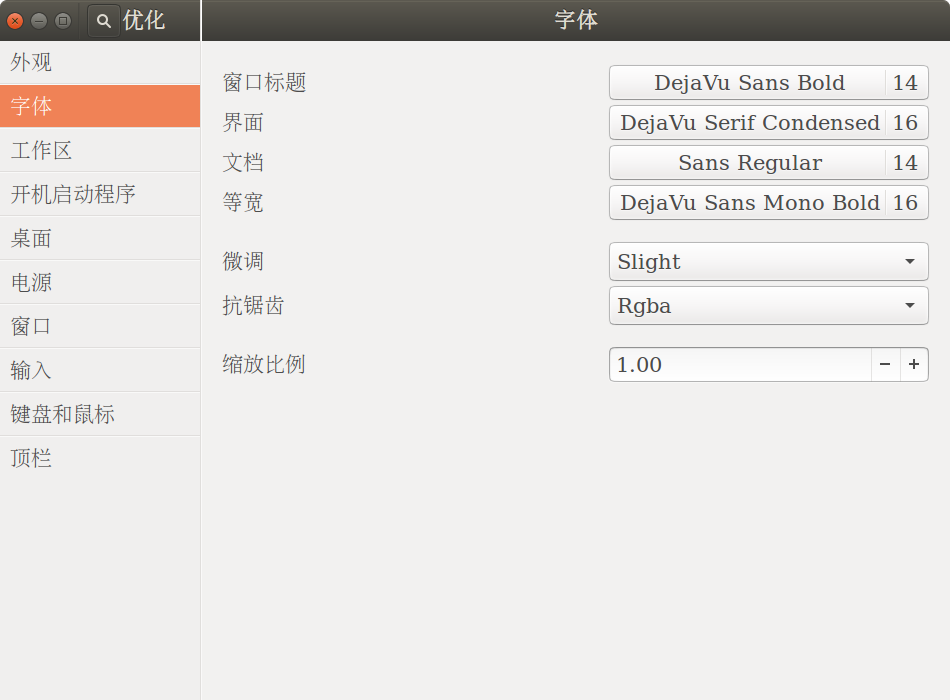 优化
字体
外观
字体
工作区
开机启动程序
桌面
电源
窗口
输入
键盘和鼠标
顶栏
窗口标题 DejaVu Sans Bold 14
界面 DejaVu Serif Condensed 16
文档 Sans Regular 14
等宽 DejaVu Sans Mono Bold 16
微调 Slight
抗锯齿 Rgba
缩放比例 1.00 − +